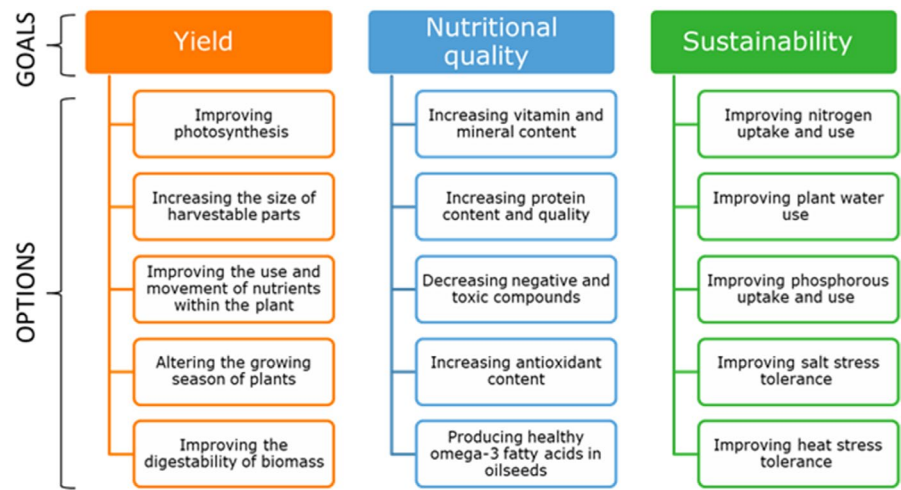 GOALS
Yield
Nutritional
quality
Sustainability
OPTIONS
Improving
photosynthesis
Increasing the size of
harvestable parts
Improving the use and
movement of nutrients
within the plant
Altering the growing
season of plants
Improving the
digestability of biomass
Increasing vitamin and
mineral content
Increasing protein
content and quality
Decreasing negative and
toxic compounds
Increasing antioxidant
content
Producing healthy
omega-3 fatty acids in
oilseeds
Improving nitrogen
uptake and use
Improving plant water
use
Improving phosphorous
uptake and use
Improving salt stress
tolerance
Improving heat stress
tolerance